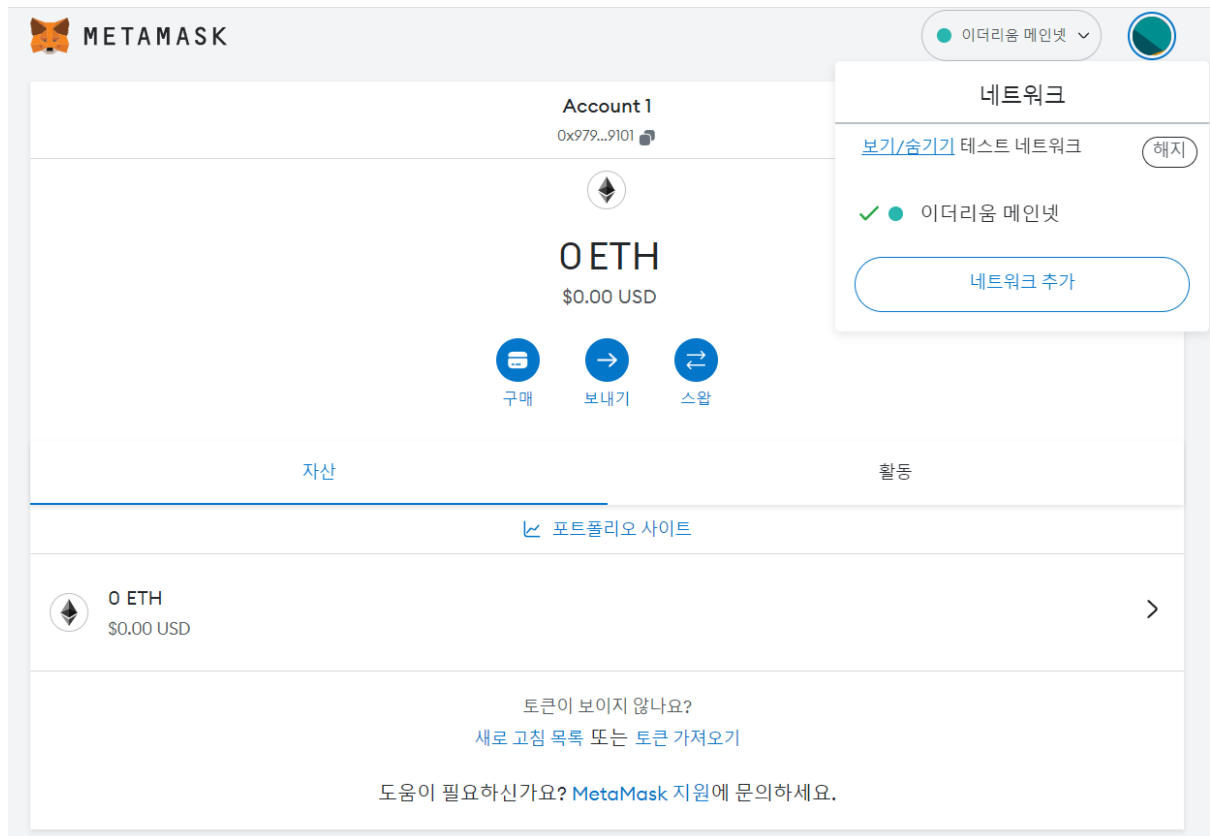 METAMASK
이더리움 메인넷
Account 1
0x979...9101
네트워크
보기/숨기기 테스트 네트워크
해지
이더리움 메인넷
네트워크 추가
0 ETH
$0.00 USD
구매 보내기 스왑
자산 활동
포트폴리오 사이트
0 ETH
$0.00 USD
토큰이 보이지 않나요?
새로 고침 목록 또는 토큰 가져오기
도움이 필요하신가요? MetaMask 지원에 문의하세요.